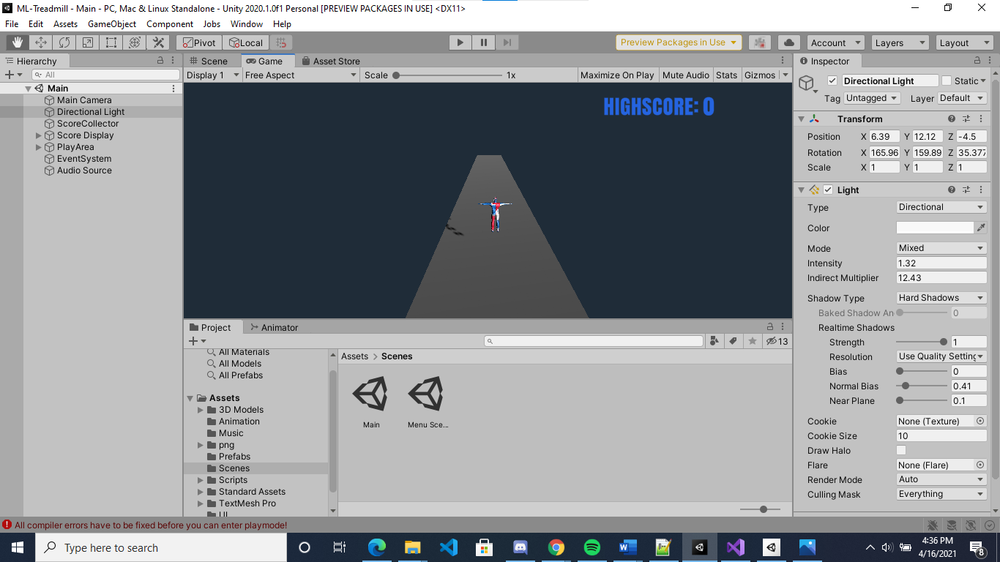 ML-Treadmill - Main - PC, Mac & Linux Standalone - Unity 2020.1.0f1 Personal [PREVIEW PACKAGES IN USE] <DX11>
File Edit Assets GameObject Component Jobs Window Help
Pivot Local Preview Packages in Use Account Layers Layout
Hierarchy
All
Main
Main Camera
Directional Light
ScoreCollector
Score Display
PlayArea
EventSystem
Audio Source
Scene Game Asset Store
Display 1 Free Aspect Scale 1x Maximize On Play Mute Audio Stats Gizmos
HIGHSCORE: 0
Project Animator
13
All Materials
All Models
All Prefabs
Assets
3D Models
Animation
Music
png
Prefabs
Scenes
Scripts
Standard Assets
TextMesh Pro
UI
Assets > Scenes
Main Menu Sce...
Inspector
Directional Light Static
Tag Untagged Layer Default
Transform
Position X 6.39 Y 12.12 Z -4.5
Rotation X 165.96 Y 159.89 Z 35.377
Scale X 1 Y 1 Z 1
Light
Type Directional
Color
Mode Mixed
Intensity 1.32
Indirect Multiplier 12.43
Shadow Type Hard Shadows
Baked Shadow An 0
Realtime Shadows
Strength 1
Resolution Use Quality Setting
Bias 0
Normal Bias 0.41
Near Plane 0.1
Cookie None (Texture)
Cookie Size 10
Draw Halo
Flare None (Flare)
Render Mode Auto
Culling Mask Everything
All compiler errors have to be fixed before you can enter playmode!
Type here to search
4:36 PM
4/16/2021
8